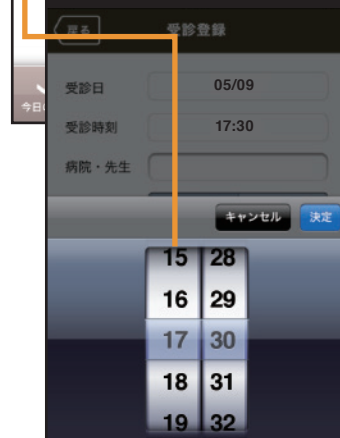 戻る 受診登録
今日
受診日 05/09
受診時刻 17:30
病院・先生
キャンセル 決定
15 28
16 29
17 30
18 31
19 32